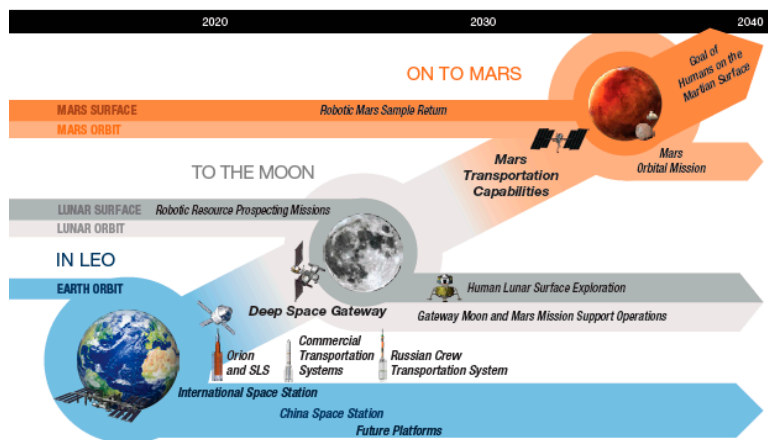 2020 2030 2040
ON TO MARS
Goal of
Humans on the
Martian Surface
MARS SURFACE
Robotic Mars Sample Return
MARS ORBIT
Mars
Transportation
Capabilities
Mars
Orbital Mission
TO THE MOON
LUNAR SURFACE
Robotic Resource Prospecting Missions
LUNAR ORBIT
IN LEO
EARTH ORBIT
Deep Space Gateway
Human Lunar Surface Exploration
Gateway Moon and Mars Mission Support Operations
Orion
and SLS
Commercial
Transportation
Systems
Russian Crew
Transportation System
International Space Station
China Space Station
Future Platforms